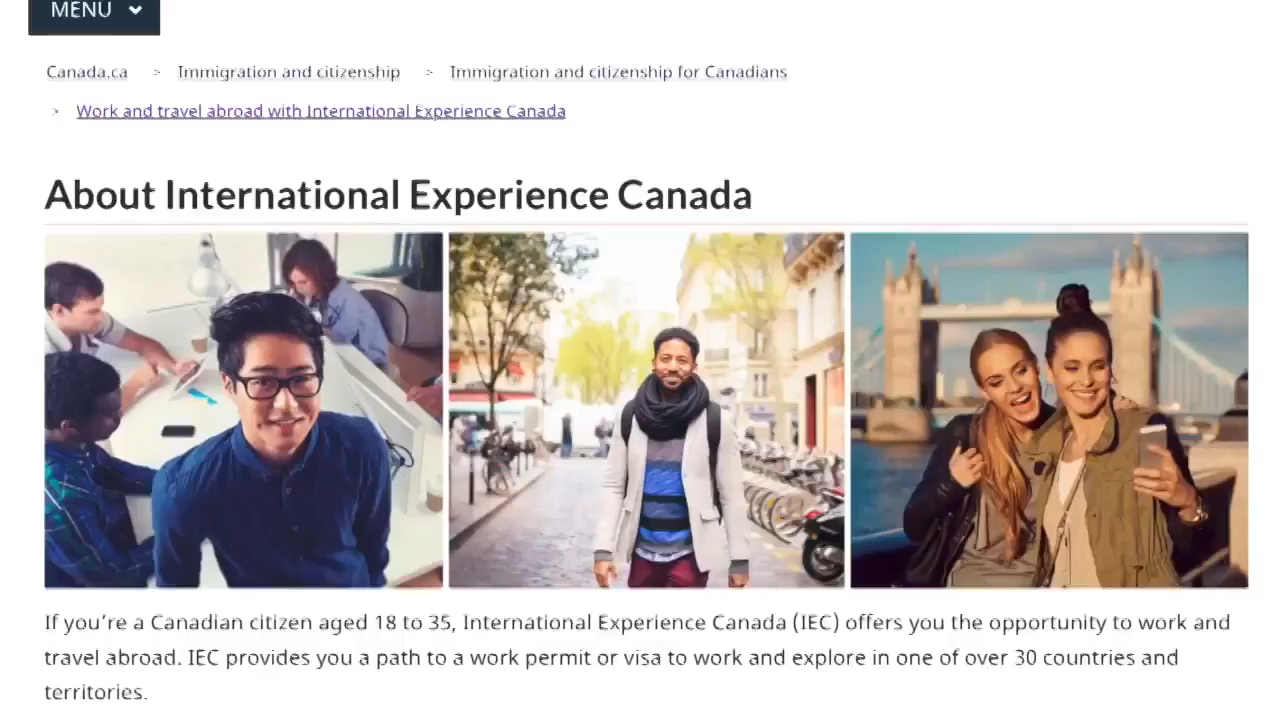 MENU
Canada.ca > Immigration and citizenship > Immigration and citizenship for Canadians
> Work and travel abroad with International Experience Canada
About International Experience Canada
If you're a Canadian citizen aged 18 to 35, International Experience Canada (IEC) offers you the opportunity to work and
travel abroad. IEC provides you a path to a work permit or visa to work and explore in one of over 30 countries and
territories.